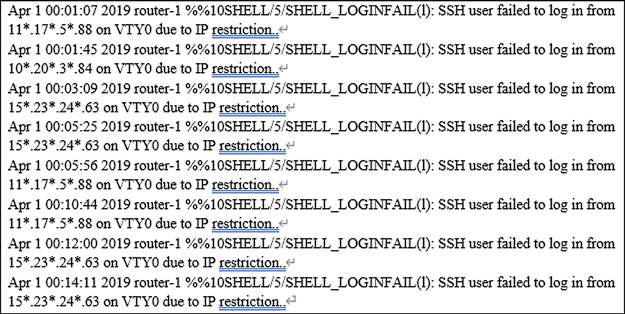 Apr 1 00:01:07 2019 router-1 %%10SHELL/5/SHELL_LOGINFAIL(l): SSH user failed to log in from
11*.17*.5*.88 on VTY0 due to IP restriction..↵
Apr 1 00:01:45 2019 router-1 %%10SHELL/5/SHELL_LOGINFAIL(l): SSH user failed to log in from
10*.20*.3*.84 on VTY0 due to IP restriction..↵
Apr 1 00:03:09 2019 router-1 %%10SHELL/5/SHELL_LOGINFAIL(l): SSH user failed to log in from
15*.23*.24*.63 on VTY0 due to IP restriction..↵
Apr 1 00:05:25 2019 router-1 %%10SHELL/5/SHELL_LOGINFAIL(l): SSH user failed to log in from
15*.23*.24*.63 on VTY0 due to IP restriction..↵
Apr 1 00:05:56 2019 router-1 %%10SHELL/5/SHELL_LOGINFAIL(l): SSH user failed to log in from
11*.17*.5*.88 on VTY0 due to IP restriction..↵
Apr 1 00:10:44 2019 router-1 %%10SHELL/5/SHELL_LOGINFAIL(l): SSH user failed to log in from
11*.17*.5*.88 on VTY0 due to IP restriction..↵
Apr 1 00:12:00 2019 router-1 %%10SHELL/5/SHELL_LOGINFAIL(l): SSH user failed to log in from
15*.23*.24*.63 on VTY0 due to IP restriction..↵
Apr 1 00:14:11 2019 router-1 %%10SHELL/5/SHELL_LOGINFAIL(l): SSH user failed to log in from
15*.23*.24*.63 on VTY0 due to IP restriction..↵